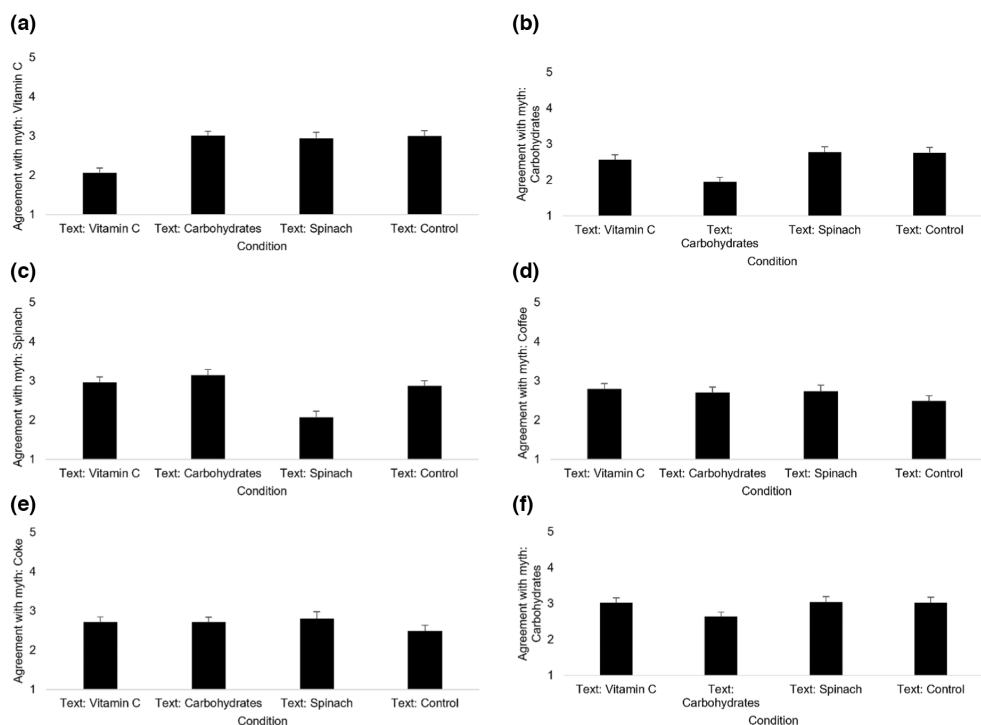 (a)
Agreement with myth: Vitamin C
5
4
3
2
1
Text: Vitamin C Text: Carbohydrates Text: Spinach Text: Control
Condition
(b)
Agreement with myth:
Carbohydrates
5
4
3
2
1
Text: Vitamin C Text: Text: Spinach Text: Control
Carbohydrates
Condition
(c)
Agreement with myth: Spinach
5
4
3
2
1
Text: Vitamin C Text: Carbohydrates Text: Spinach Text: Control
Condition
(d)
Agreement with myth: Coffee
5
4
3
2
1
Text: Vitamin C Text: Carbohydrates Text: Spinach Text: Control
Condition
(e)
Agreement with myth: Coke
5
4
3
2
1
Text: Vitamin C Text: Carbohydrates Text: Spinach Text: Control
Condition
(f)
Agreement with myth:
Carbohydrates
5
4
3
2
1
Text: Vitamin C Text: Text: Spinach Text: Control
Carbohydrates
Condition